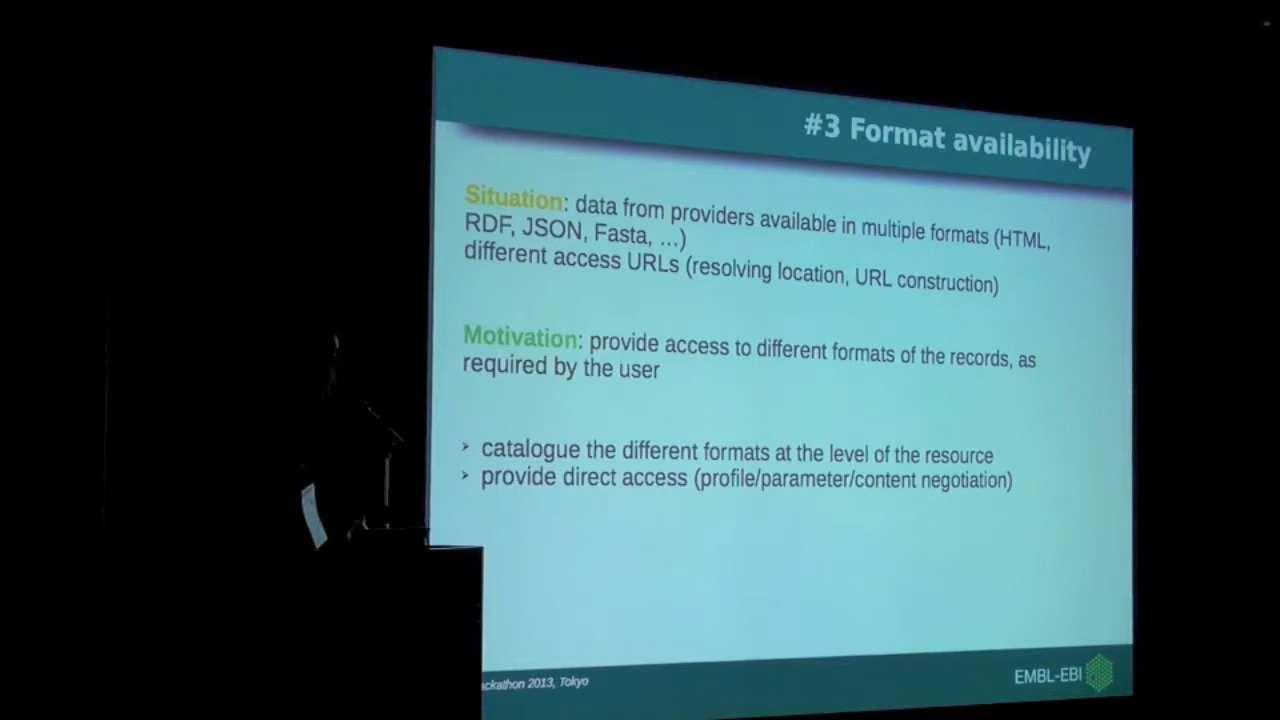 #3 Format availability
Situation: data from providers available in multiple formats (HTML,
RDF, JSON, Fasta, …)
different access URLs (resolving location, URL construction)
Motivation: provide access to different formats of the records, as
required by the user
➢ catalogue the different formats at the level of the resource
➢ provide direct access (profile/parameter/content negotiation)
ackathon 2013, Tokyo
EMBL-EBI